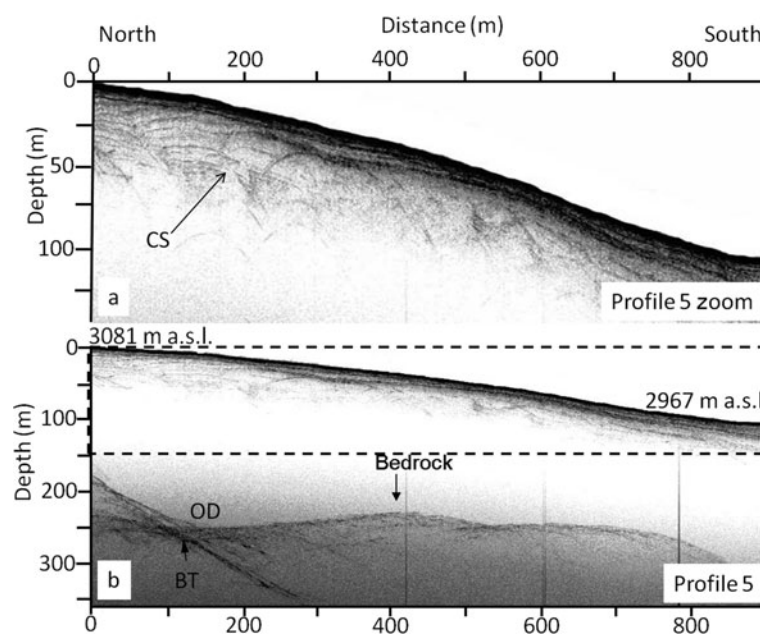 North Distance (m) South
0 200 400 600 800
Depth (m)
0
50
100
CS
a
Profile 5 zoom
3081 m a.s.l.
2967 m a.s.l
Depth (m)
0
100
200
300
Bedrock
OD
BT
b
Profile 5
0 200 400 600 800